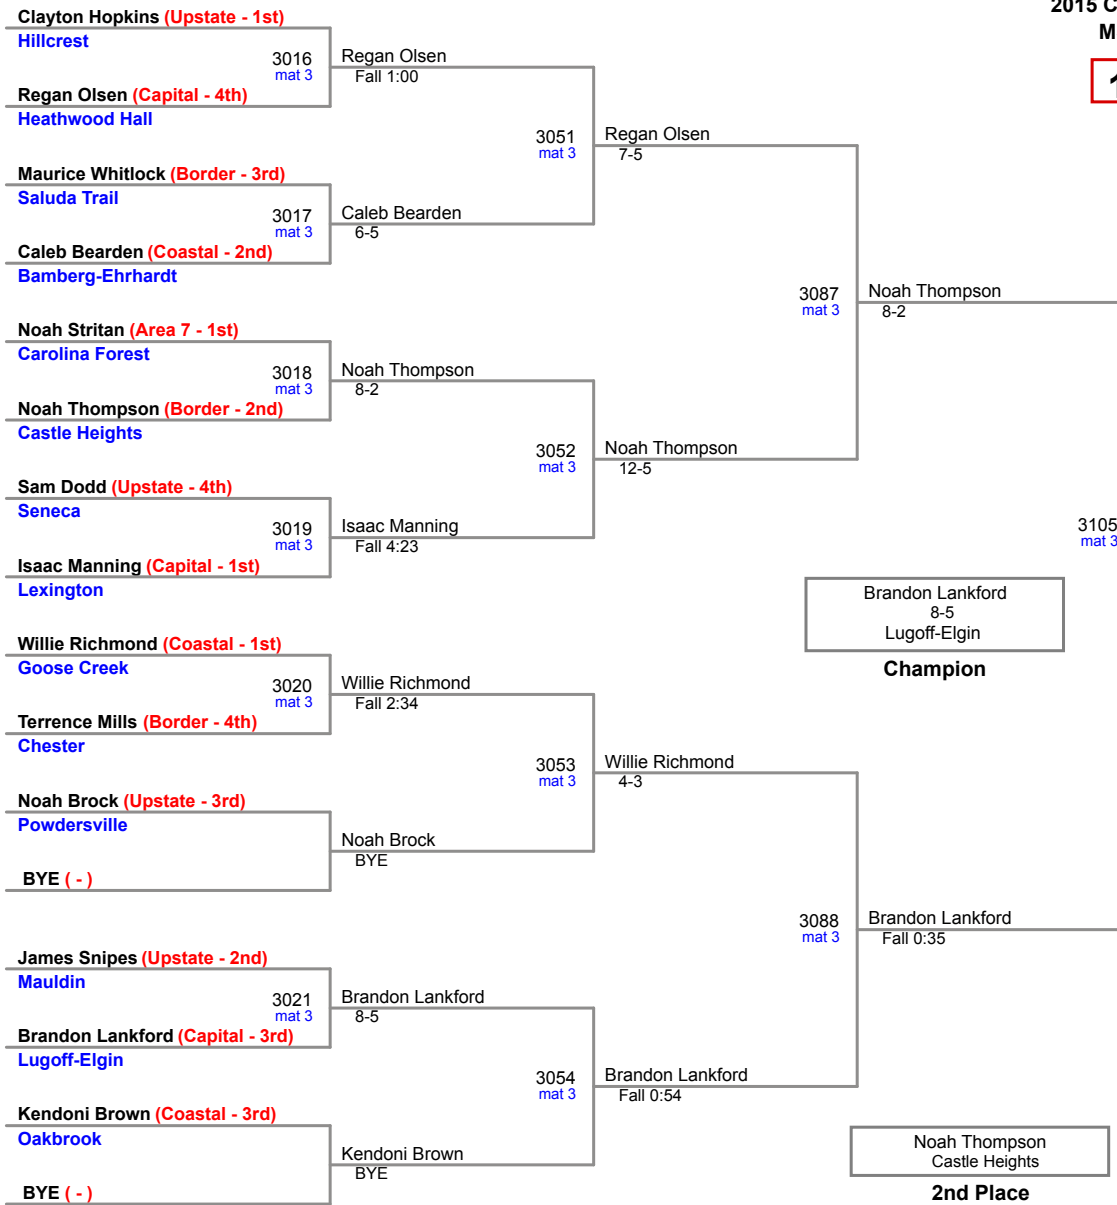 2015 C
M
1
Clayton Hopkins (Upstate - 1st)
Hillcrest
3016
mat 3
Regan Olsen
Fall 1:00
Regan Olsen (Capital - 4th)
Heathwood Hall
3051
mat 3
Regan Olsen
7-5
Maurice Whitlock (Border - 3rd)
Saluda Trail
3017
mat 3
Caleb Bearden
6-5
Caleb Bearden (Coastal - 2nd)
Bamberg-Ehrhardt
3087
mat 3
Noah Thompson
8-2
Noah Stritan (Area 7 - 1st)
Carolina Forest
3018
mat 3
Noah Thompson
8-2
Noah Thompson (Border - 2nd)
Castle Heights
3052
mat 3
Noah Thompson
12-5
Sam Dodd (Upstate - 4th)
Seneca
3019
mat 3
Isaac Manning
Fall 4:23
Isaac Manning (Capital - 1st)
Lexington
3105
mat 3
Brandon Lankford
8-5
Lugoff-Elgin
Champion
Willie Richmond (Coastal - 1st)
Goose Creek
3020
mat 3
Willie Richmond
Fall 2:34
Terrence Mills (Border - 4th)
Chester
3053
mat 3
Willie Richmond
4-3
Noah Brock (Upstate - 3rd)
Powdersville
Noah Brock
BYE
BYE ( - )
3088
mat 3
Brandon Lankford
Fall 0:35
James Snipes (Upstate - 2nd)
Mauldin
3021
mat 3
Brandon Lankford
8-5
Brandon Lankford (Capital - 3rd)
Lugoff-Elgin
3054
mat 3
Brandon Lankford
Fall 0:54
Kendoni Brown (Coastal - 3rd)
Oakbrook
Kendoni Brown
BYE
BYE ( - )
Noah Thompson
Castle Heights
2nd Place